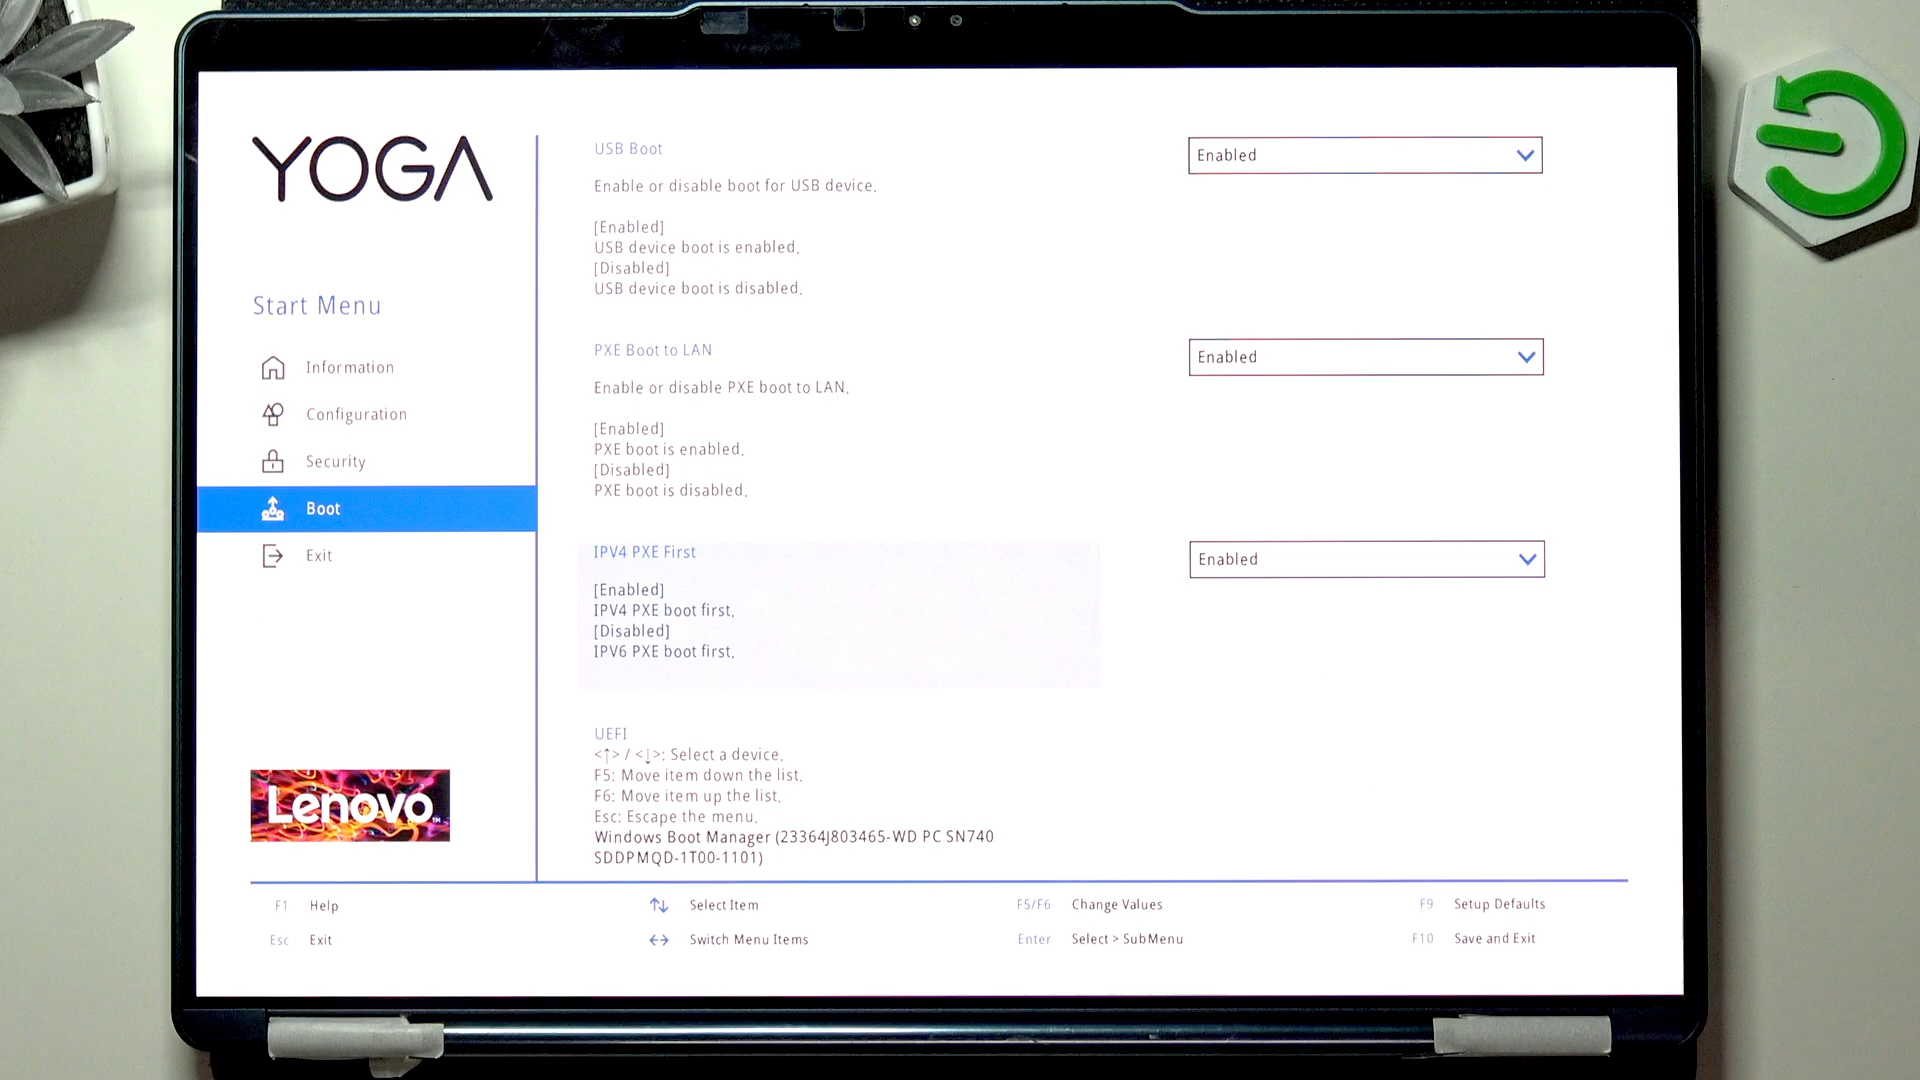 YOGA
Start Menu
Information
Configuration
Security
Boot
Exit
Lenovo
USB Boot
Enabled
Enable or disable boot for USB device.
[Enabled]
USB device boot is enabled.
[Disabled]
USB device boot is disabled.
PXE Boot to LAN
Enabled
Enable or disable PXE boot to LAN.
[Enabled]
PXE boot is enabled.
[Disabled]
PXE boot is disabled.
IPV4 PXE First
Enabled
[Enabled]
IPV4 PXE boot first.
[Disabled]
IPV6 PXE boot first.
UEFI
<↑> / <↓>: Select a device.
F5: Move item down the list.
F6: Move item up the list.
Esc: Escape the menu.
Windows Boot Manager (23364J803465-WD PC SN740
SDDPMQD-1T00-1101)
F1 Help
↑↓ Select Item
F5/F6 Change Values
F9 Setup Defaults
Esc Exit
↔ Switch Menu Items
Enter Select > SubMenu
F10 Save and Exit